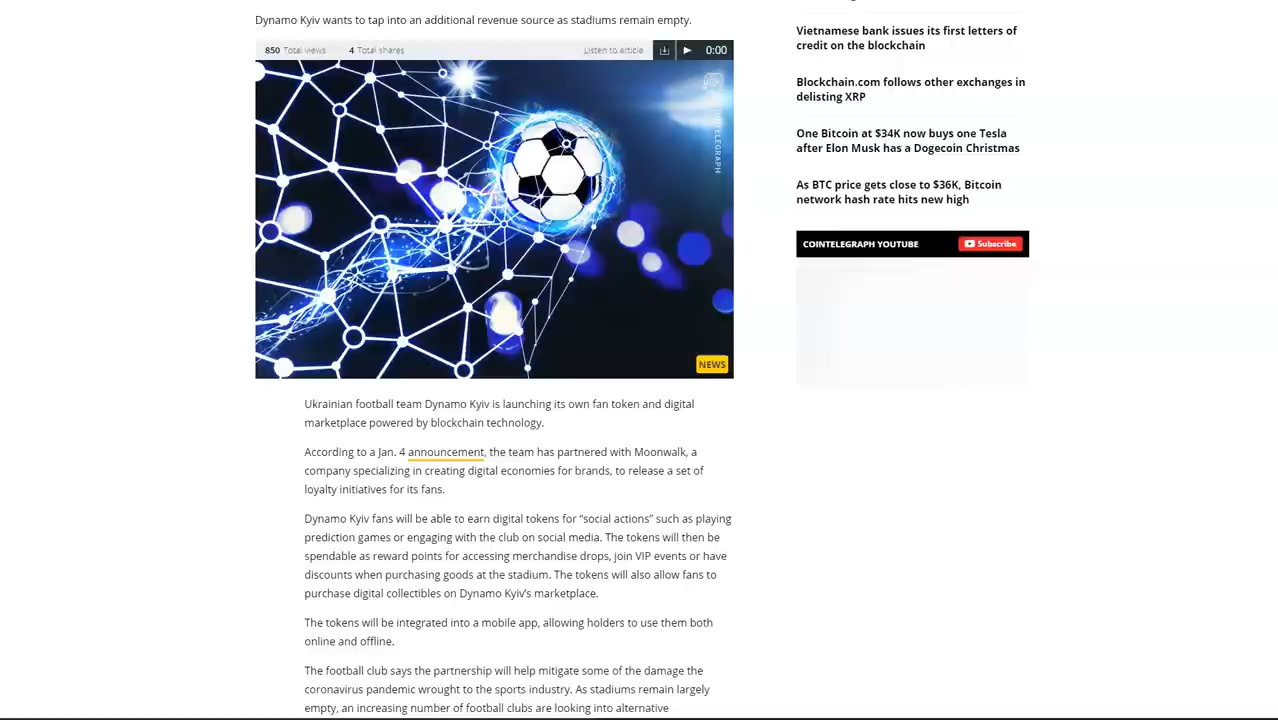 Dynamo Kyiv wants to tap into an additional revenue source as stadiums remain empty.
850 Total views 4 Total shares Listen to article 0:00
COINTELEGRAPH
NEWS
Ukrainian football team Dynamo Kyiv is launching its own fan token and digital
marketplace powered by blockchain technology.
According to a Jan. 4 announcement, the team has partnered with Moonwalk, a
company specializing in creating digital economies for brands, to release a set of
loyalty initiatives for its fans.
Dynamo Kyiv fans will be able to earn digital tokens for “social actions” such as playing
prediction games or engaging with the club on social media. The tokens will then be
spendable as reward points for accessing merchandise drops, join VIP events or have
discounts when purchasing goods at the stadium. The tokens will also allow fans to
purchase digital collectibles on Dynamo Kyiv’s marketplace.
The tokens will be integrated into a mobile app, allowing holders to use them both
online and offline.
The football club says the partnership will help mitigate some of the damage the
coronavirus pandemic wrought to the sports industry. As stadiums remain largely
empty, an increasing number of football clubs are looking into alternative
Vietnamese bank issues its first letters of
credit on the blockchain
Blockchain.com follows other exchanges in
delisting XRP
One Bitcoin at $34K now buys one Tesla
after Elon Musk has a Dogecoin Christmas
As BTC price gets close to $36K, Bitcoin
network hash rate hits new high
COINTELEGRAPH YOUTUBE Subscribe